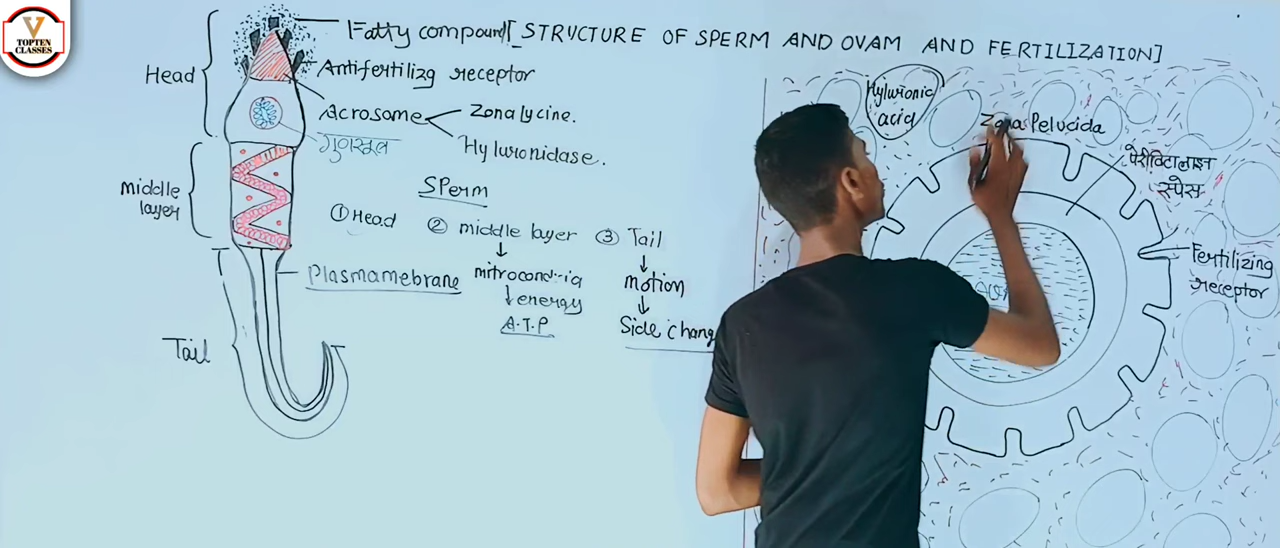 V
TOPTEN
CLASSES
Fatty compound
[STRUCTURE OF SPERM AND OVAM AND FERTILIZATION]
Head
Antifertilizg receptor
Acrosome
Zonalycine.
Hyluronidase.
गुणसूत्र
middle
layer
Sperm
① Head
② middle layer
mitrocondria
energy
A.T.P
③ Tail
motion
Side chang
Plasmamebrane
Tail
Hyluronic
acid
Zona Pelucida
पेरीविटालाइन
स्पेस
Fertilizing
receptor